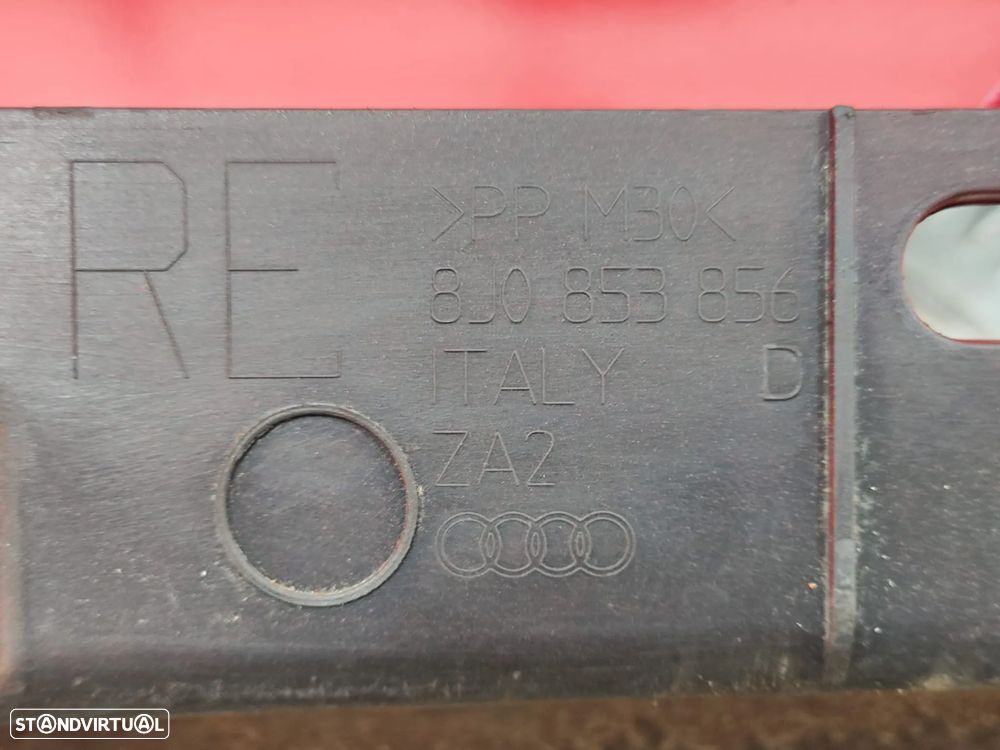 RE
>PP M30<
8J0 853 856
ITALY D
ZA2
STANDVIRTUAL